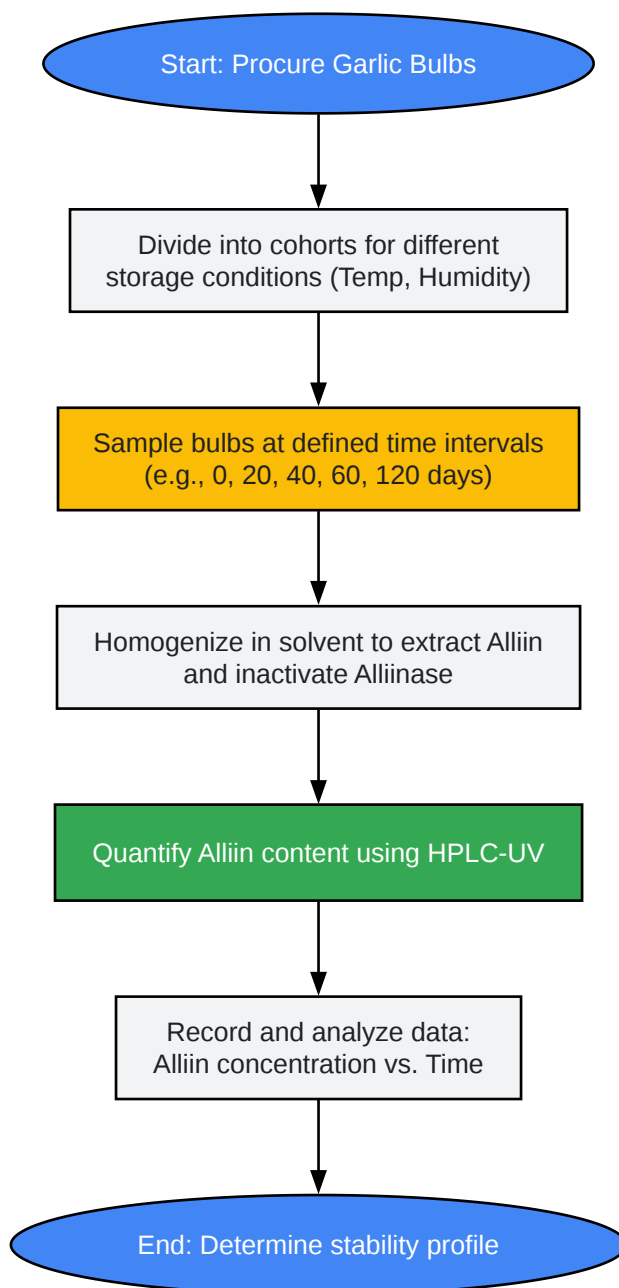 Start: Procure Garlic Bulbs
Divide into cohorts for different
storage conditions (Temp, Humidity)
Sample bulbs at defined time intervals
(e.g., 0, 20, 40, 60, 120 days)
Homogenize in solvent to extract Alliin
and inactivate Alliinase
Quantify Alliin content using HPLC-UV
Record and analyze data:
Alliin concentration vs. Time
End: Determine stability profile